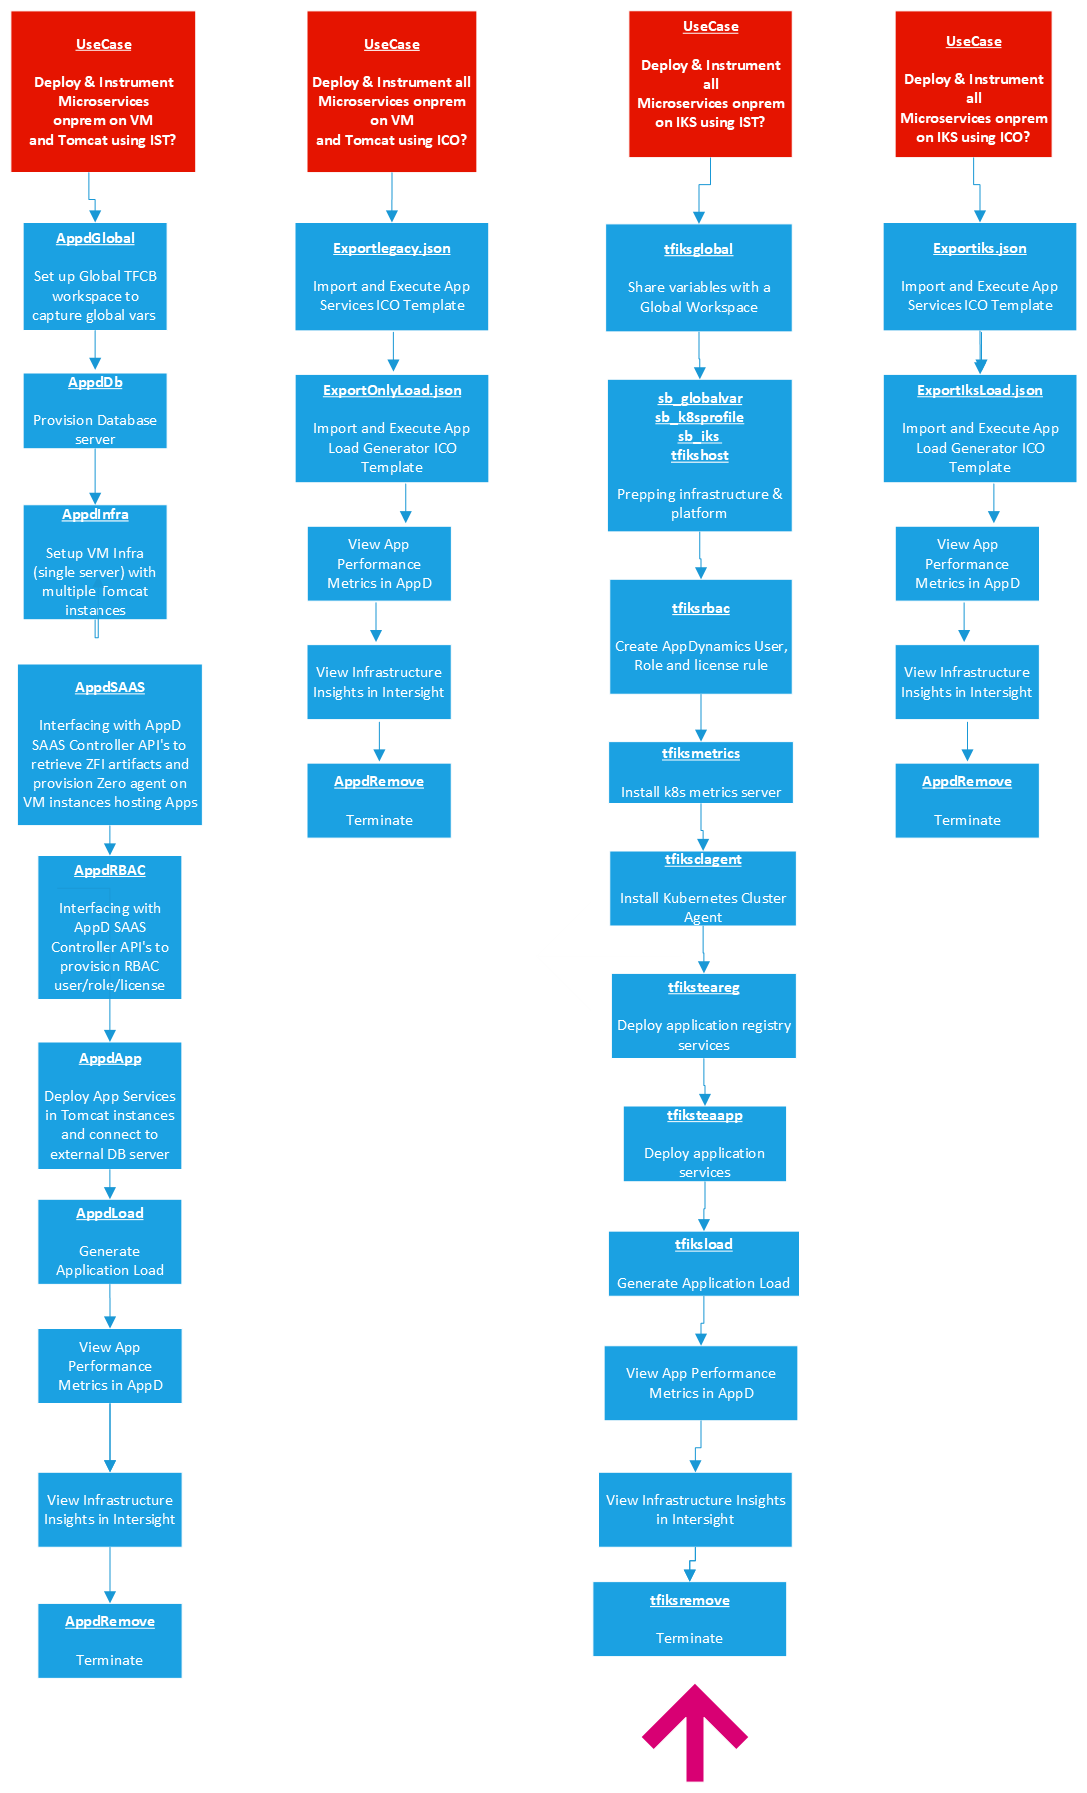 UseCase
Deploy & Instrument
Microservices
onprem on VM
and Tomcat using IST?
AppdGlobal
Set up Global TFCB
workspace to
capture global vars
AppdDb
Provision Database
server
AppdInfra
Setup VM Infra
(single server) with
multiple Tomcat
instances
AppdSAAS
Interfacing with AppD
SAAS Controller API's to
retrieve ZFI artifacts and
provision Zero agent on
VM instances hosting Apps
AppdRBAC
Interfacing with
AppD SAAS
Controller API's to
provision RBAC
user/role/license
AppdApp
Deploy App Services
in Tomcat instances
and connect to
external DB server
AppdLoad
Generate
Application Load
View App
Performance
Metrics in AppD
View Infrastructure
Insights in Intersight
AppdRemove
Terminate
UseCase
Deploy & Instrument all
Microservices onprem
on VM
and Tomcat using ICO?
Exportlegacy.json
Import and Execute App
Services ICO Template
ExportOnlyLoad.json
Import and Execute App
Load Generator ICO
Template
View App
Performance
Metrics in AppD
View Infrastructure
Insights in Intersight
AppdRemove
Terminate
UseCase
Deploy & Instrument
all
Microservices onprem
on IKS using IST?
tfiksglobal
Share variables with a
Global Workspace
sb_globalvar
sb_k8sprofile
sb_iks
tfikshost
Prepping infrastructure &
platform
tfiksrbac
Create AppDynamics User,
Role and license rule
tfiksmetrics
Install k8s metrics server
tfiksclagent
Install Kubernetes Cluster
Agent
tfiksteareg
Deploy application registry
services
tfiksteaapp
Deploy application
services
tfiksload
Generate Application Load
View App Performance
Metrics in AppD
View Infrastructure Insights
in Intersight
tfiksremove
Terminate
UseCase
Deploy & Instrument
all
Microservices onprem
on IKS using ICO?
Exportiks.json
Import and Execute App
Services ICO Template
ExportIksLoad.json
Import and Execute App
Load Generator ICO
Template
View App
Performance
Metrics in AppD
View Infrastructure
Insights in Intersight
AppdRemove
Terminate